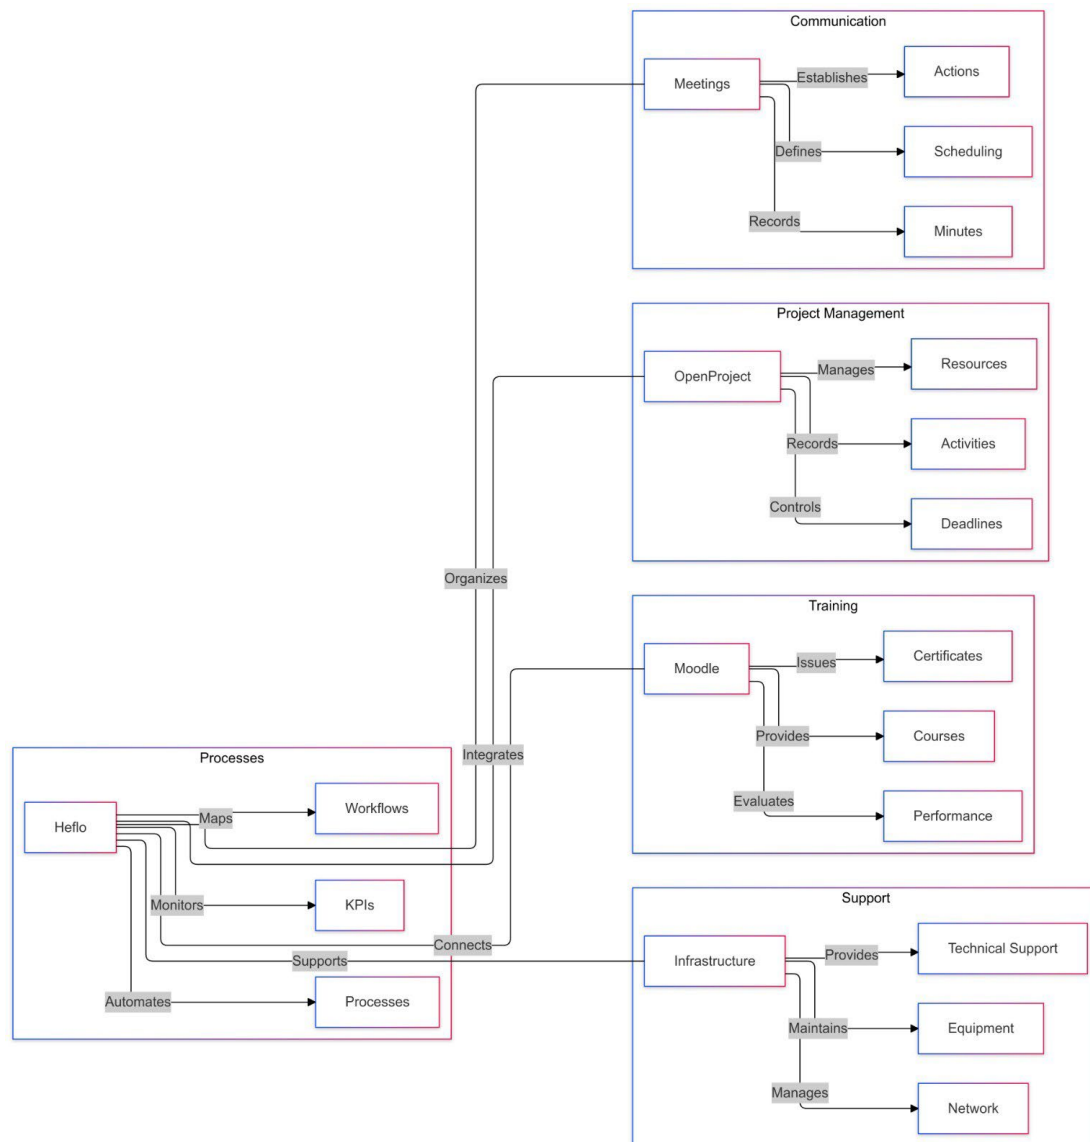 Communication
Meetings
Establishes
Actions
Defines
Scheduling
Records
Minutes
Project Management
OpenProject
Manages
Resources
Records
Activities
Controls
Deadlines
Organizes
Integrates
Training
Moodle
Issues
Certificates
Provides
Courses
Evaluates
Performance
Processes
Heflo
Maps
Workflows
Monitors
KPIs
Connects
Supports
Automates
Processes
Support
Infrastructure
Provides
Technical Support
Maintains
Equipment
Manages
Network